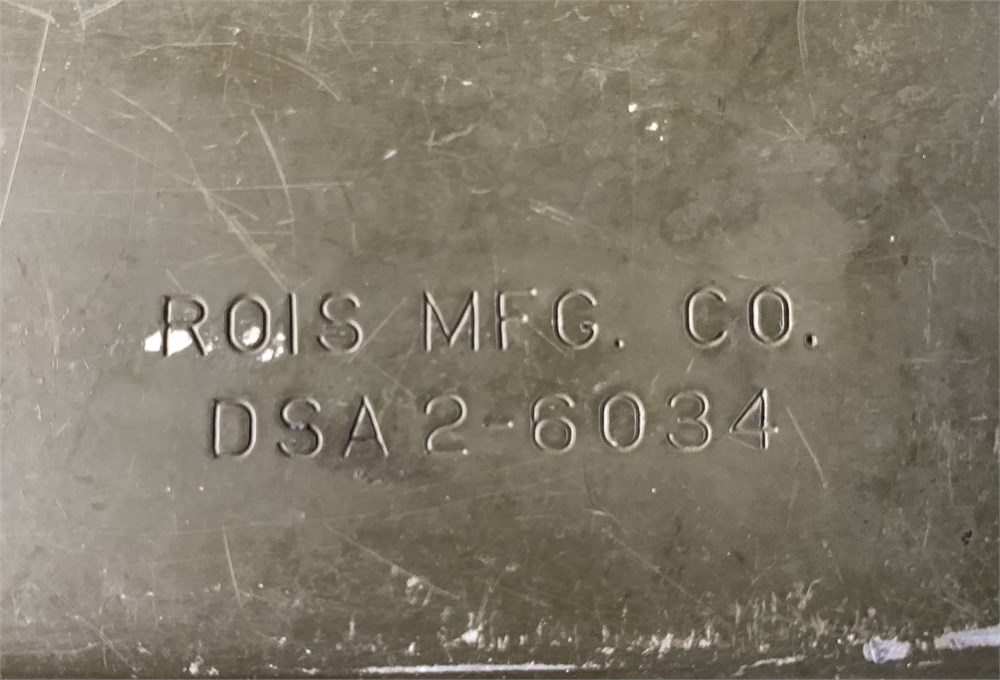 ROIS MFG. CO.
DSA 2-6034